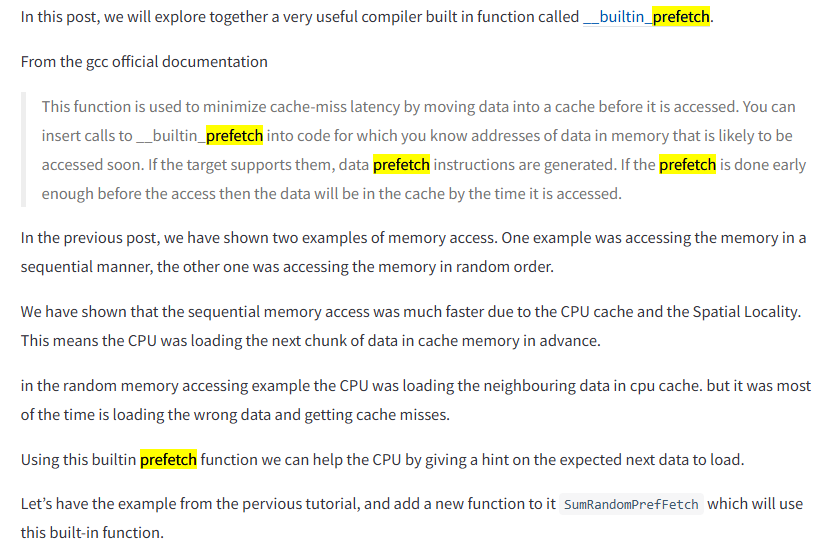 In this post, we will explore together a very useful compiler built in function called __builtin_prefetch.
From the gcc official documentation
This function is used to minimize cache-miss latency by moving data into a cache before it is accessed. You can
insert calls to __builtin_prefetch into code for which you know addresses of data in memory that is likely to be
accessed soon. If the target supports them, data prefetch instructions are generated. If the prefetch is done early
enough before the access then the data will be in the cache by the time it is accessed.
In the previous post, we have shown two examples of memory access. One example was accessing the memory in a
sequential manner, the other one was accessing the memory in random order.
We have shown that the sequential memory access was much faster due to the CPU cache and the Spatial Locality.
This means the CPU was loading the next chunk of data in cache memory in advance.
in the random memory accessing example the CPU was loading the neighbouring data in cpu cache. but it was most
of the time is loading the wrong data and getting cache misses.
Using this builtin prefetch function we can help the CPU by giving a hint on the expected next data to load.
Let’s have the example from the pervious tutorial, and add a new function to it SumRandomPrefFetch which will use
this built-in function.